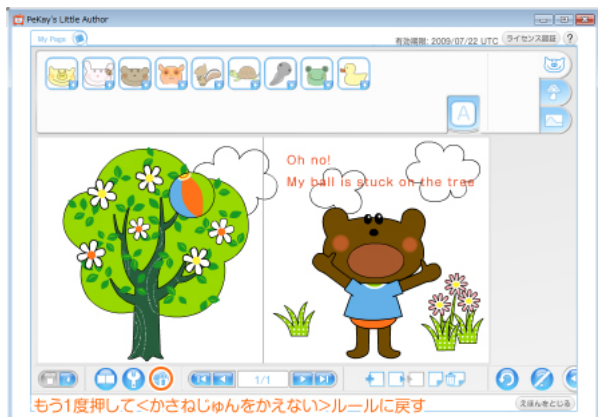 PeKay's Little Author
My Page
有効期限: 2009/07/22 UTC
ライセンス認証
?
A
Oh no!
My ball is stuck on the tree
1/1
もう1度押して<かさねじゅんをかえない>ルールに戻す
えほんをとじる